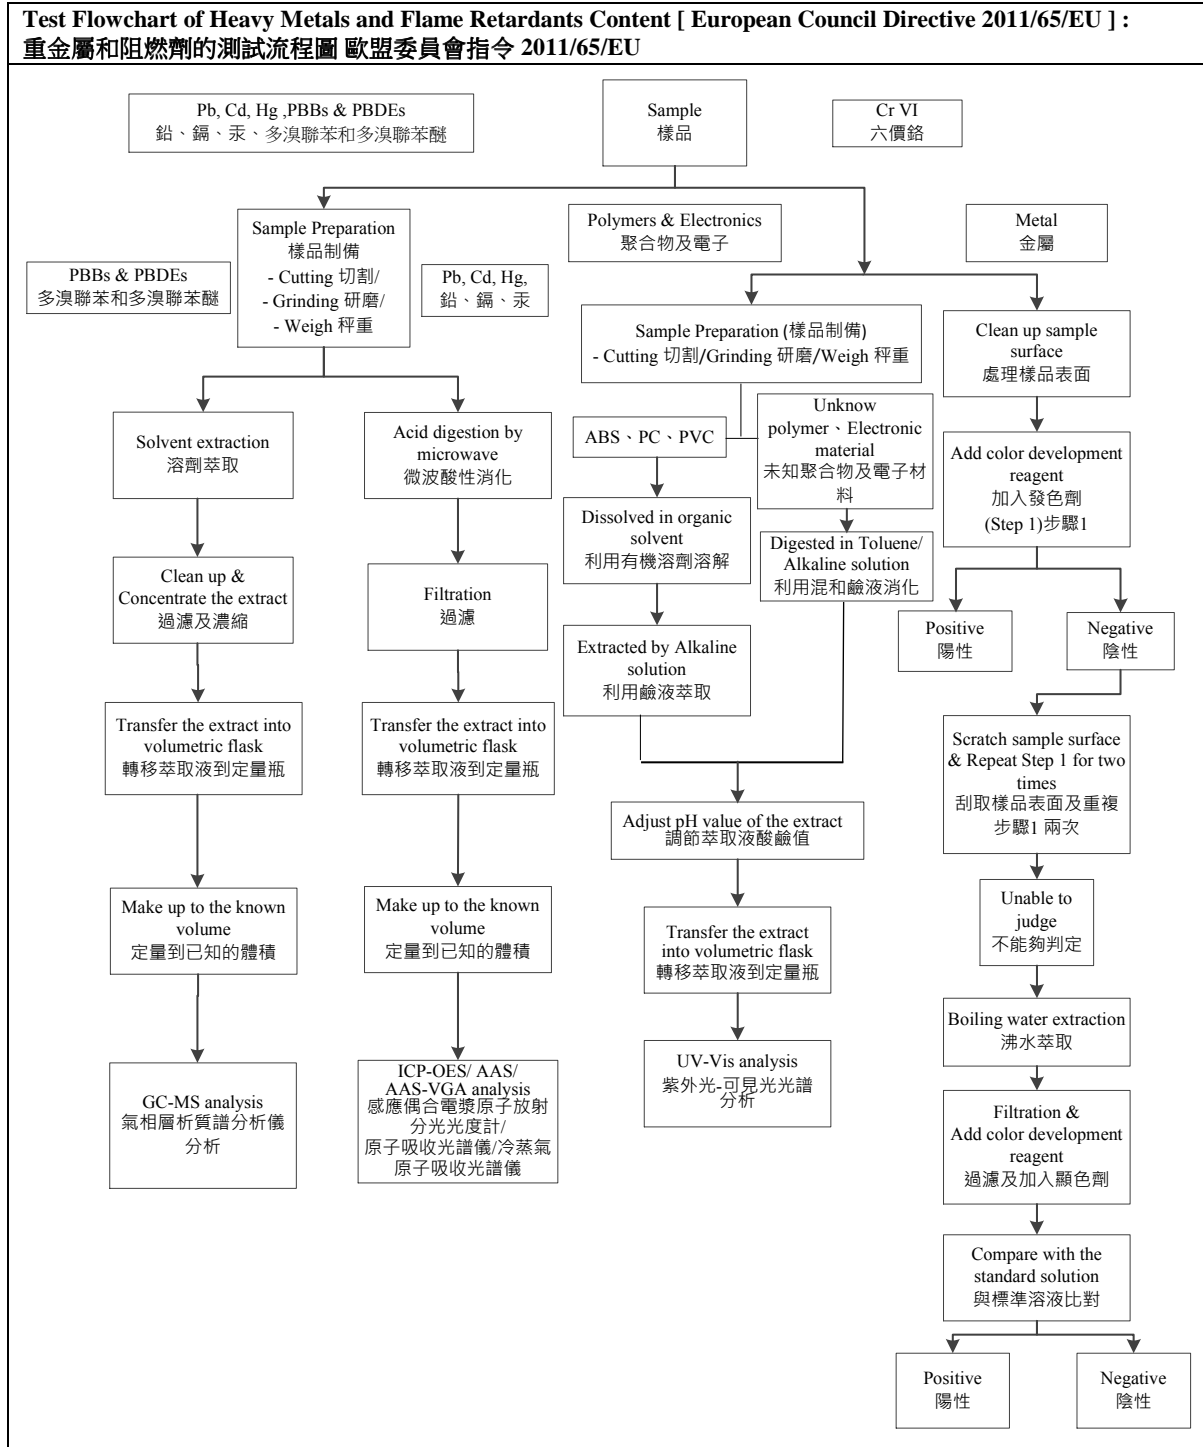 Test Flowchart of Heavy Metals and Flame Retardants Content [ European Council Directive 2011/65/EU ] :
重金屬和阻燃劑的測試流程圖 歐盟委員會指令 2011/65/EU
Pb, Cd, Hg ,PBBs & PBDEs
鉛、鎘、汞、多溴聯苯和多溴聯苯醚
Sample
樣品
Cr VI
六價鉻
PBBs & PBDEs
多溴聯苯和多溴聯苯醚
Sample Preparation
樣品制備
- Cutting 切割/
- Grinding 研磨/
- Weigh 秤重
Pb, Cd, Hg,
鉛、鎘、汞
Polymers & Electronics
聚合物及電子
Metal
金屬
Solvent extraction
溶劑萃取
Clean up &
Concentrate the extract
過濾及濃縮
Transfer the extract into
volumetric flask
轉移萃取液到定量瓶
Make up to the known
volume
定量到已知的體積
GC-MS analysis
氣相層析質譜分析儀
分析
Acid digestion by
microwave
微波酸性消化
Filtration
過濾
Transfer the extract into
volumetric flask
轉移萃取液到定量瓶
Make up to the known
volume
定量到已知的體積
ICP-OES/ AAS/
AAS-VGA analysis
感應偶合電漿原子放射
分光光度計/
原子吸收光譜儀/冷蒸氣
原子吸收光譜儀
Sample Preparation (樣品制備)
- Cutting 切割/Grinding 研磨/Weigh 秤重
ABS、PC、PVC
Dissolved in organic
solvent
利用有機溶劑溶解
Extracted by Alkaline
solution
利用鹼液萃取
Unknow
polymer、Electronic
material
未知聚合物及電子材
料
Digested in Toluene/
Alkaline solution
利用混和鹼液消化
Adjust pH value of the extract
調節萃取液酸鹼值
Transfer the extract
into volumetric flask
轉移萃取液到定量瓶
UV-Vis analysis
紫外光-可見光光譜
分析
Clean up sample
surface
處理樣品表面
Add color development
reagent
加入發色劑
(Step 1)步驟1
Positive
陽性
Negative
陰性
Scratch sample surface
& Repeat Step 1 for two
times
刮取樣品表面及重複
步驟1 兩次
Unable to
judge
不能夠判定
Boiling water extraction
沸水萃取
Filtration &
Add color development
reagent
過濾及加入顯色劑
Compare with the
standard solution
與標準溶液比對
Positive
陽性
Negative
陰性